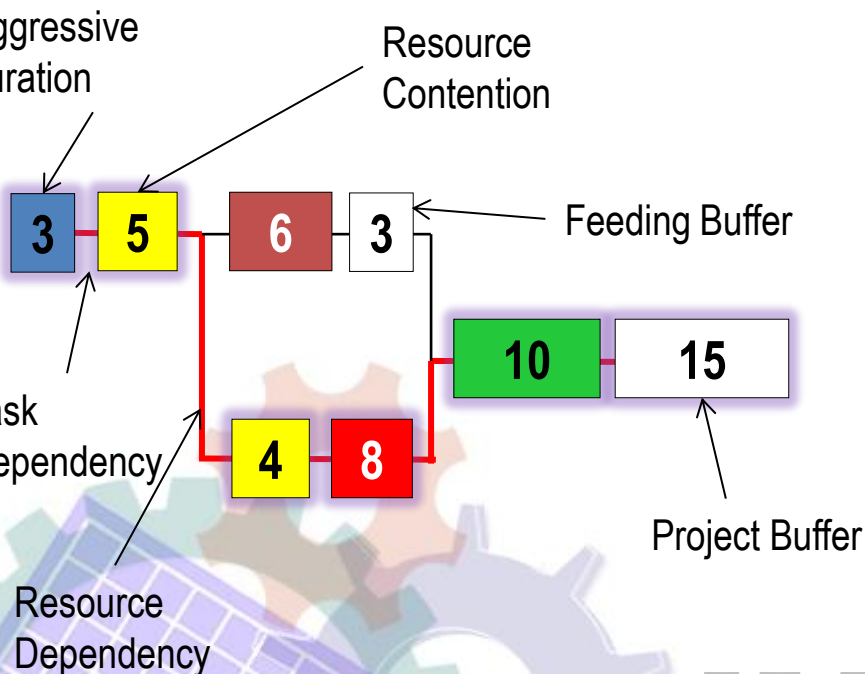 ggressive
uration
Resource
Contention
3
5
6
3
Feeding Buffer
10
15
ask
ependency
4
8
Project Buffer
Resource
Dependency